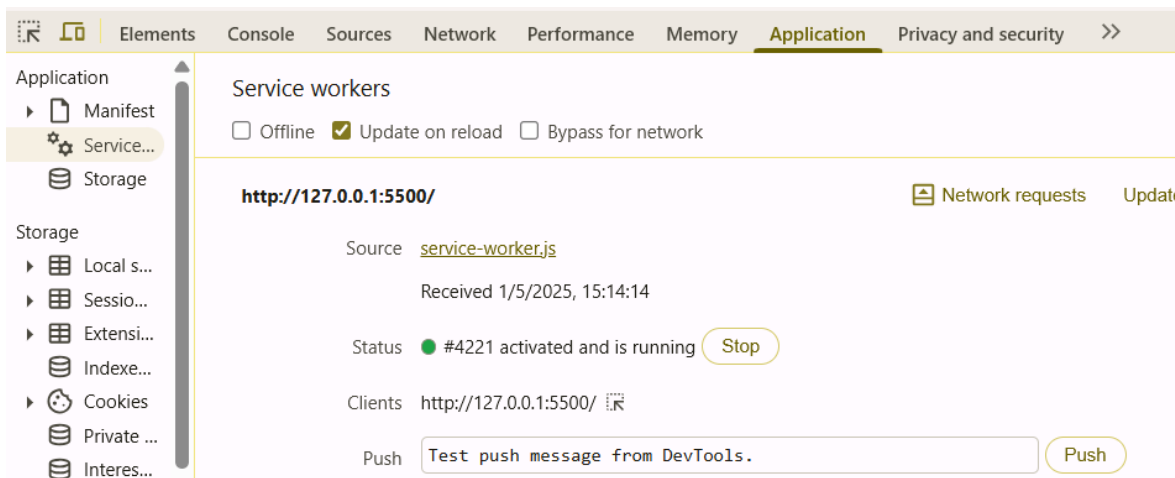 Elements Console Sources Network Performance Memory Application Privacy and security
Application
Manifest
Service...
Storage
Storage
Local s...
Sessio...
Extensi...
Indexe...
Cookies
Private ...
Interes...
Service workers
Offline Update on reload Bypass for network
http://127.0.0.1:5500/ Network requests Update
Source service-worker.js
Received 1/5/2025, 15:14:14
Status #4221 activated and is running Stop
Clients http://127.0.0.1:5500/
Push Test push message from DevTools. Push